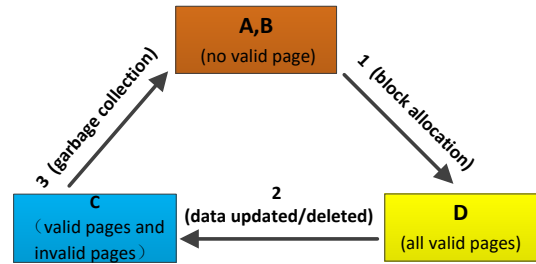 A,B
(no valid page)
1 (block allocation)
3 (garbage collection)
2
(data updated/deleted)
C
（valid pages and
invalid pages）
D
(all valid pages)